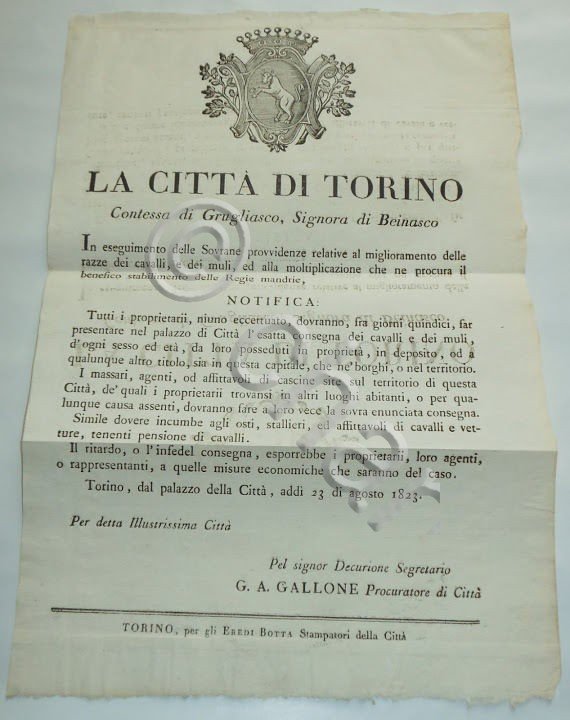 LA CITTÀ DI TORINO
Contessa di Grugliasco, Signora di Beinasco
In eseguimento delle Sovrane provvidenze relative al miglioramento delle
razze dei cavalli, e dei muli, ed alla moltiplicazione che ne procura il
benefico stabilimento delle Regie mandrie,
NOTIFICA:
Tutti i proprietarii, niuno eccettuato, dovranno, fra giorni quindici, far
presentare nel palazzo di Città l'esatta consegna dei cavalli e dei muli,
d'ogni sesso ed età, da loro posseduti in proprietà, in deposito, od a
qualunque altro titolo, sia in questa capitale, che ne' borghi, o nel territorio.
I massari, agenti, od affittavoli di cascine site sul territorio di questa
Città, de' quali i proprietarii trovansi in altri luoghi abitanti, o per qua-
lunque causa assenti, dovranno fare a loro vece la sovra enunciata consegna.
Simile dovere incumbe agli osti, stallieri, ed affittavoli di cavalli e vet-
ture, tenenti pensione di cavalli.
Il ritardo, o l'infedel consegna, esporrebbe i proprietarii, loro agenti,
o rappresentanti, a quelle misure economiche che saranno del caso.
Torino, dal palazzo della Città, addì 23 di agosto 1823.
Per detta Illustrissima Città
Pel signor Decurione Segretario
G. A. GALLONE Procuratore di Città
TORINO, per gli EREDI BOTTA Stampatori della Città